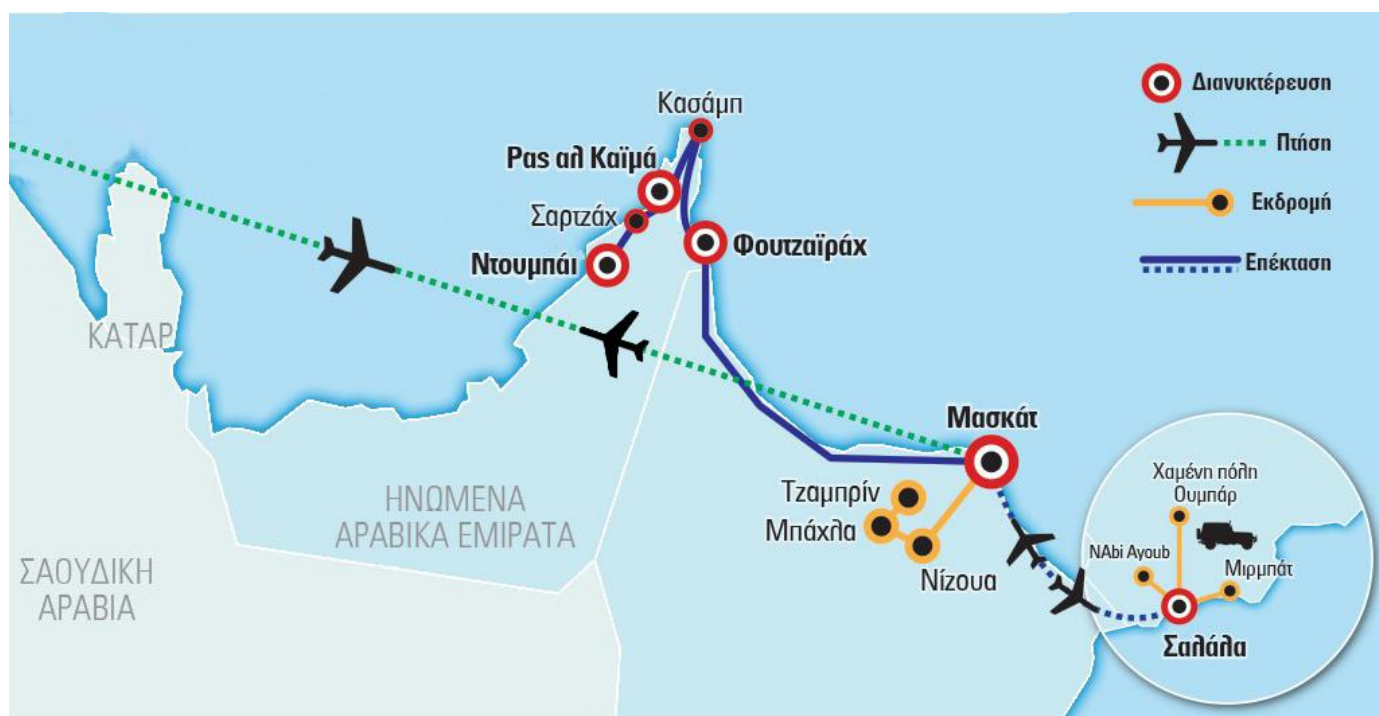 Διανυκτέρευση
Πτήση
Εκδρομή
Επέκταση
Κασάμπ
Ρας αλ Καϊμά
Σαρτζάχ
Ντουμπάι
Φουτζαϊράχ
ΚΑΤΑΡ
Μασκάτ
Τζαμπρίν
Μπάχλα
Νίζουα
ΗΝΩΜΕΝΑ
ΑΡΑΒΙΚΑ ΕΜΙΡΑΤΑ
ΣΑΟΥΔΙΚΗ
ΑΡΑΒΙΑ
Χαμένη πόλη
Ουμπάρ
NAbi Ayoub
Μιρμπάτ
Σαλάλα